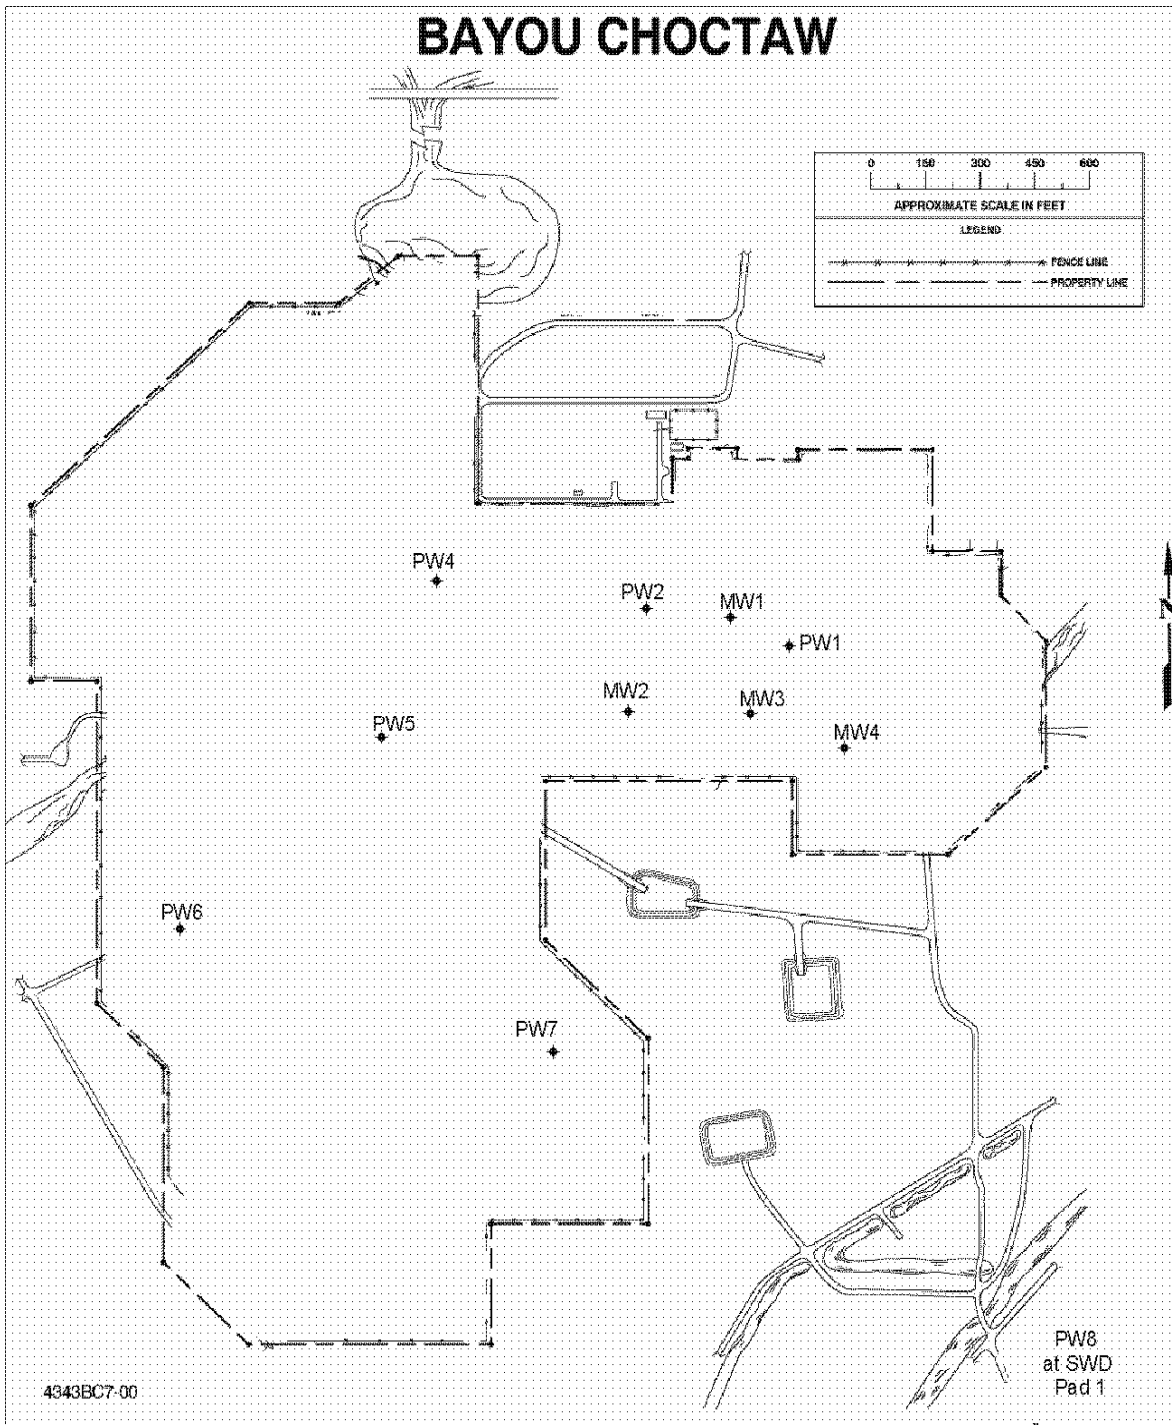 BAYOU CHOCTAW
0 150 300 450 600
APPROXIMATE SCALE IN FEET
LEGEND
FENCE LINE
PROPERTY LINE
PW4
PW2
MW1
N
PW1
MW2
MW3
PW5
MW4
PW6
PW7
PW8
at SWD
Pad 1
4343BC7-00